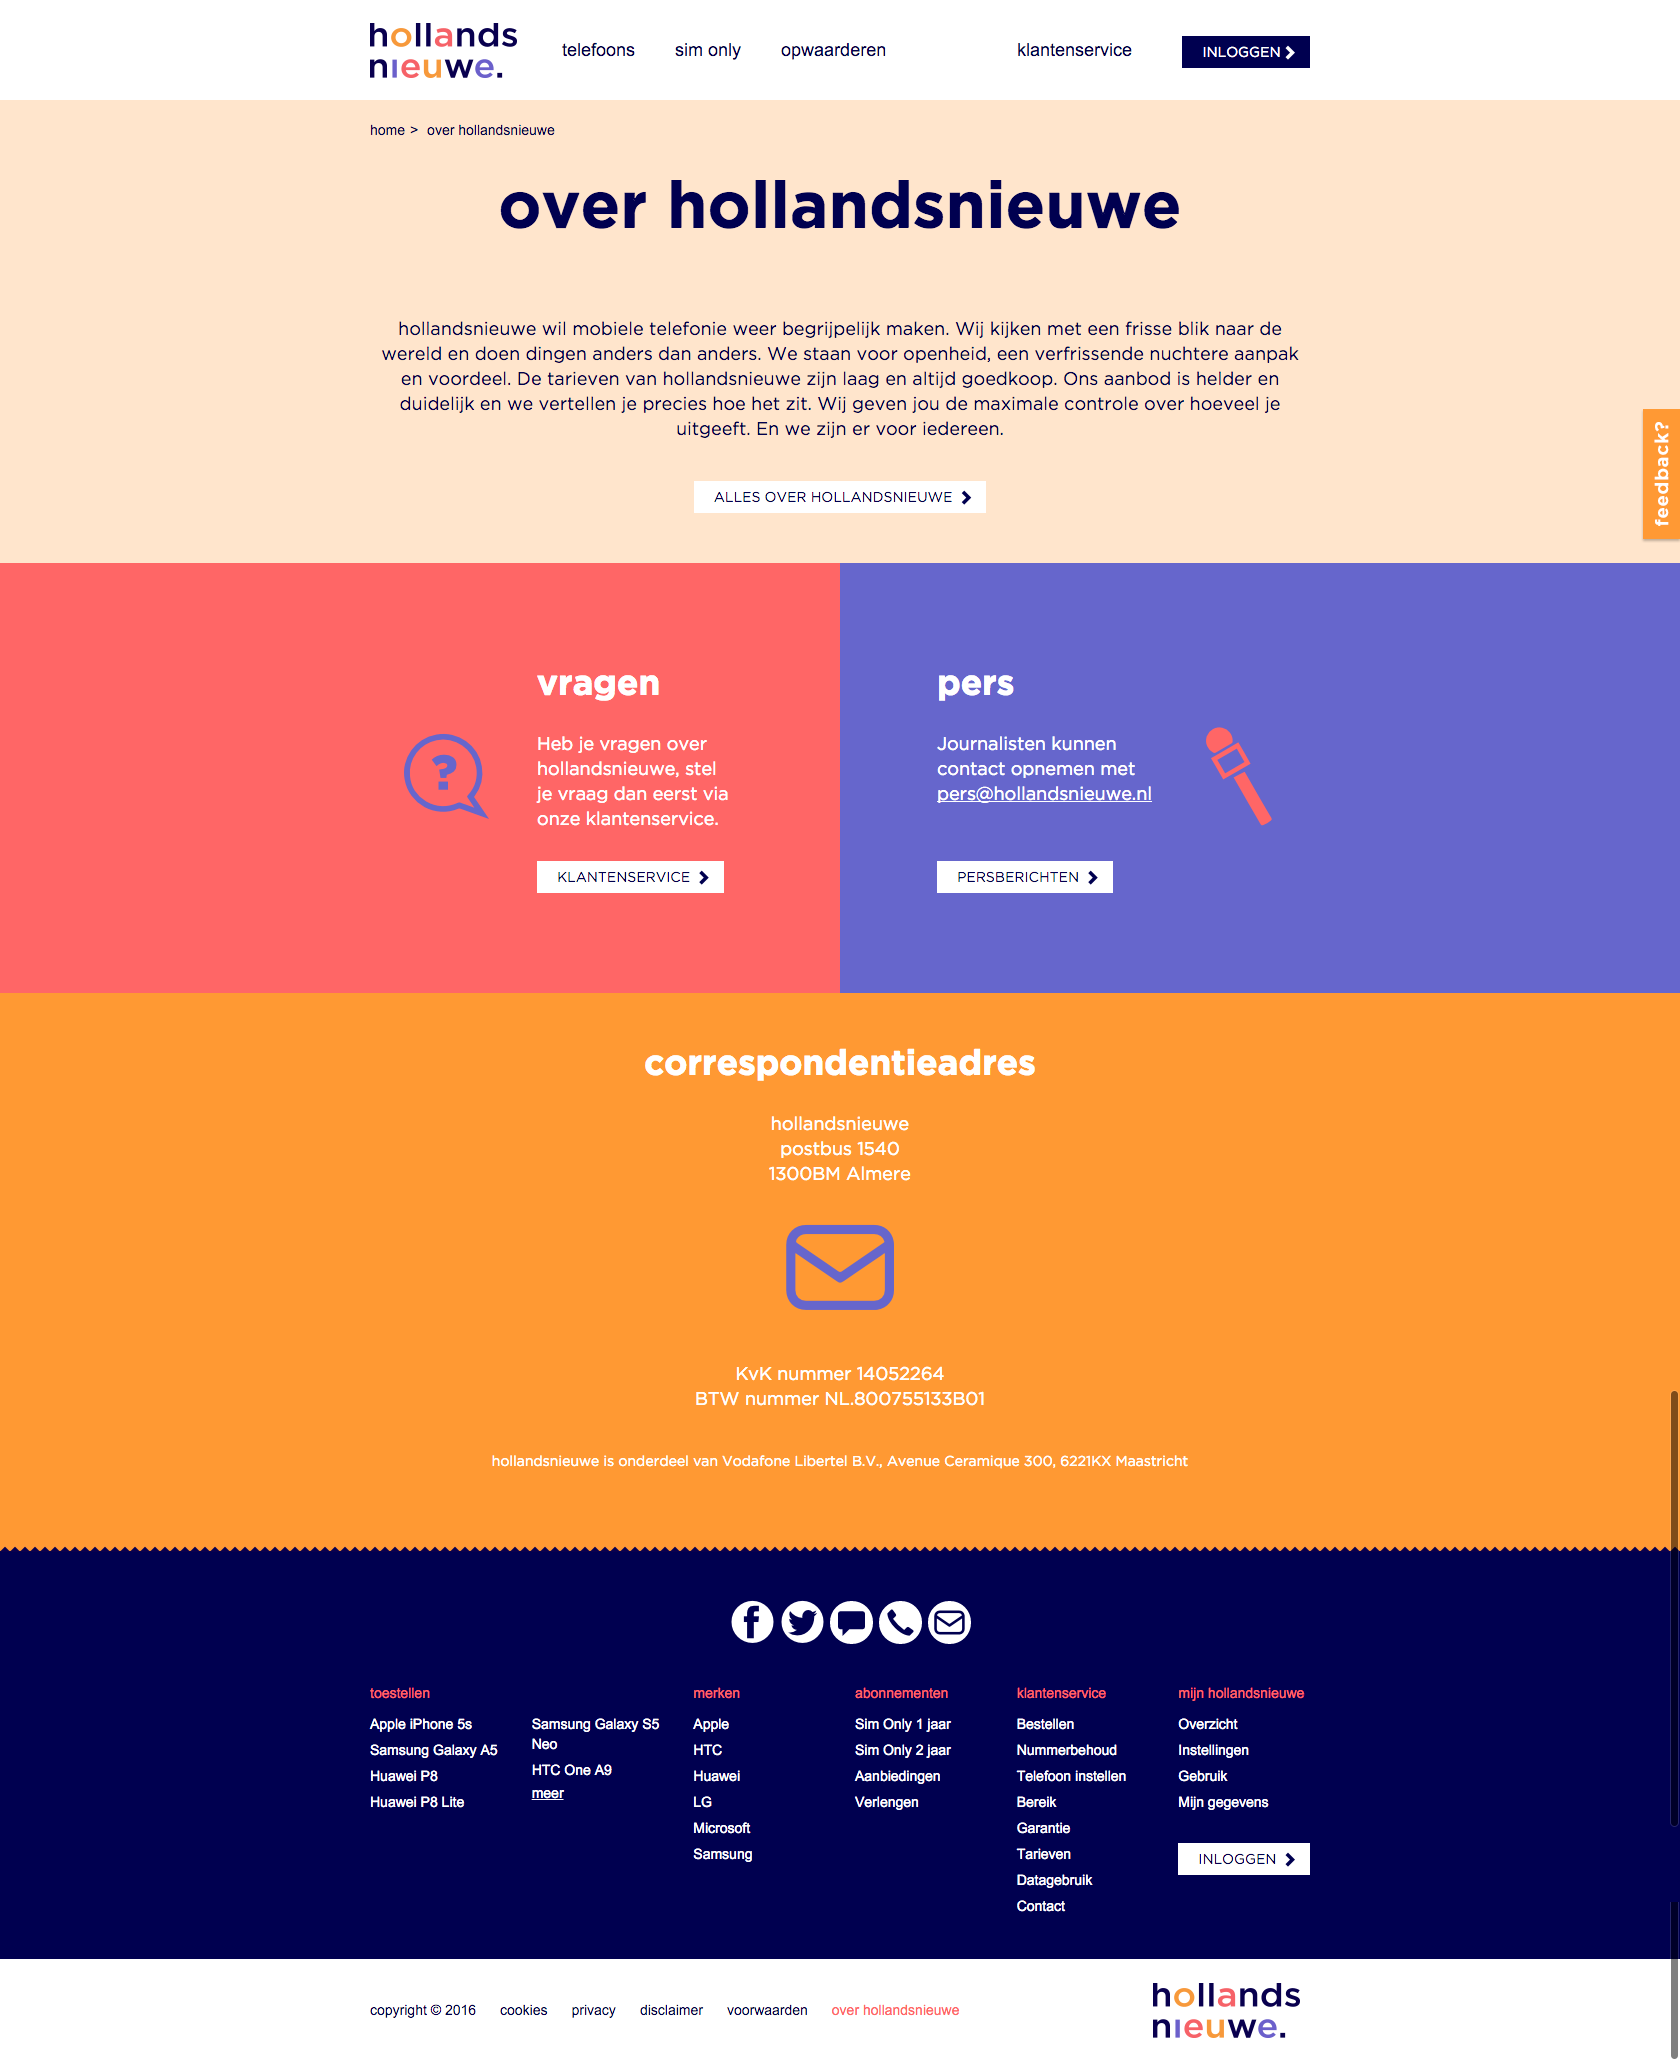 hollands
nieuwe.
telefoons sim only opwaarderen klantenservice INLOGGEN
home > over hollandsnieuwe
over hollandsnieuwe
hollandsnieuwe wil mobiele telefonie weer begrijpelijk maken. Wij kijken met een frisse blik naar de
wereld en doen dingen anders dan anders. We staan voor openheid, een verfrissende nuchtere aanpak
en voordeel. De tarieven van hollandsnieuwe zijn laag en altijd goedkoop. Ons aanbod is helder en
duidelijk en we vertellen je precies hoe het zit. Wij geven jou de maximale controle over hoeveel je
uitgeeft. En we zijn er voor iedereen.
feedback?
ALLES OVER HOLLANDSNIEUWE
vragen
Heb je vragen over
hollandsnieuwe, stel
je vraag dan eerst via
onze klantenservice.
KLANTENSERVICE
?
pers
Journalisten kunnen
contact opnemen met
pers@hollandsnieuwe.nl
PERSBERICHTEN
correspondentieadres
hollandsnieuwe
postbus 1540
1300BM Almere
KvK nummer 14052264
BTW nummer NL.800755133B01
hollandsnieuwe is onderdeel van Vodafone Libertel B.V., Avenue Ceramique 300, 6221KX Maastricht
toestellen
Apple iPhone 5s
Samsung Galaxy A5
Huawei P8
Huawei P8 Lite
Samsung Galaxy S5
Neo
HTC One A9
meer
merken
Apple
HTC
Huawei
LG
Microsoft
Samsung
abonnementen
Sim Only 1 jaar
Sim Only 2 jaar
Aanbiedingen
Verlengen
klantenservice
Bestellen
Nummerbehoud
Telefoon instellen
Bereik
Garantie
Tarieven
Datagebruik
Contact
mijn hollandsnieuwe
Overzicht
Instellingen
Gebruik
Mijn gegevens
INLOGGEN
copyright © 2016 cookies privacy disclaimer voorwaarden over hollandsnieuwe
hollands
nieuwe.